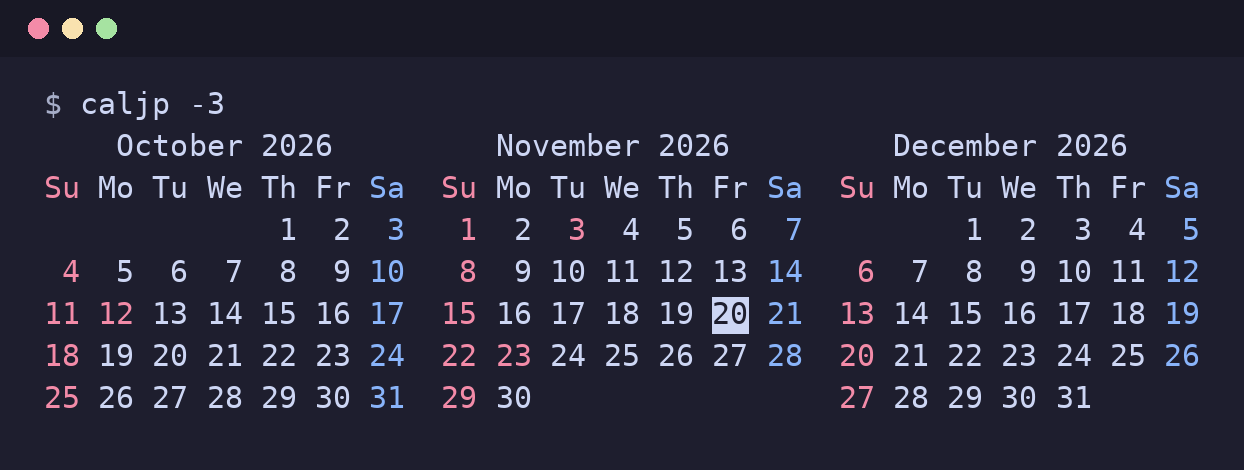 $ caljp -3
    October 2026         November 2026         December 2026
Su Mo Tu We Th Fr Sa  Su Mo Tu We Th Fr Sa  Su Mo Tu We Th Fr Sa
             1  2  3   1  2  3  4  5  6  7         1  2  3  4  5
 4  5  6  7  8  9 10   8  9 10 11 12 13 14   6  7  8  9 10 11 12
11 12 13 14 15 16 17  15 16 17 18 19 20 21  13 14 15 16 17 18 19
18 19 20 21 22 23 24  22 23 24 25 26 27 28  20 21 22 23 24 25 26
25 26 27 28 29 30 31  29 30                 27 28 29 30 31